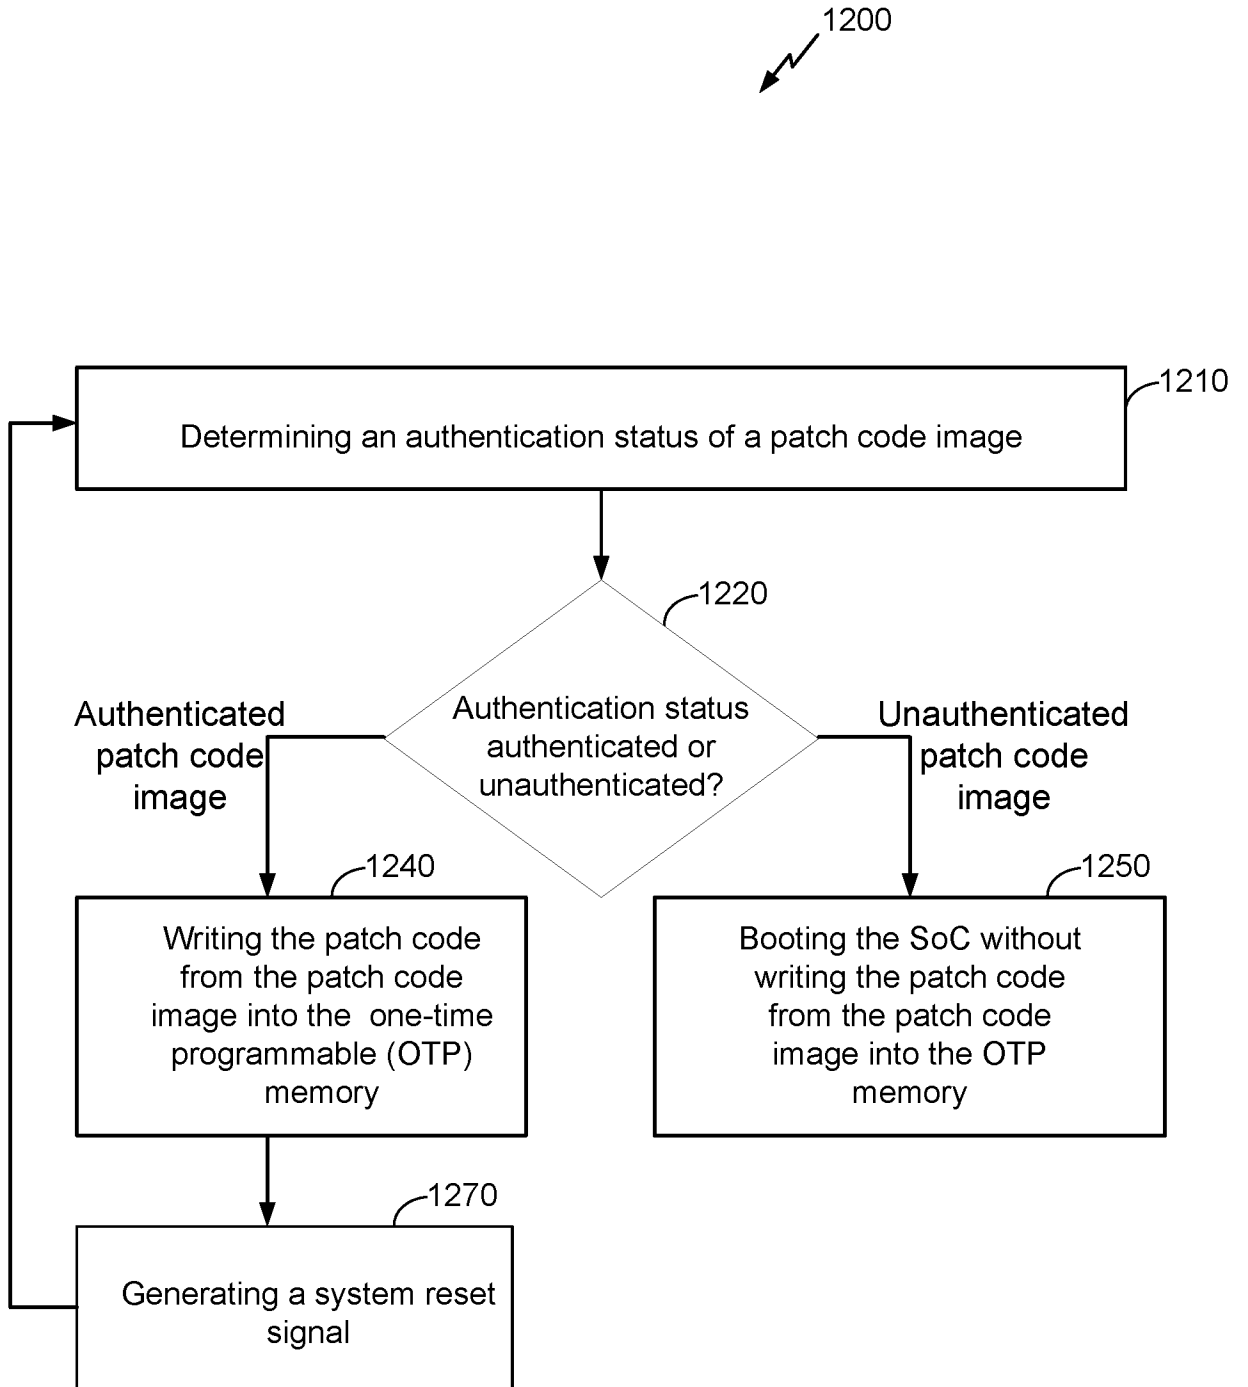 1200
1210
Determining an authentication status of a patch code image
1220
Authentication status
authenticated or
unauthenticated?
Authenticated
patch code
image
Unauthenticated
patch code
image
1240
Writing the patch code
from the patch code
image into the one-time
programmable (OTP)
memory
1250
Booting the SoC without
writing the patch code
from the patch code
image into the OTP
memory
1270
Generating a system reset
signal